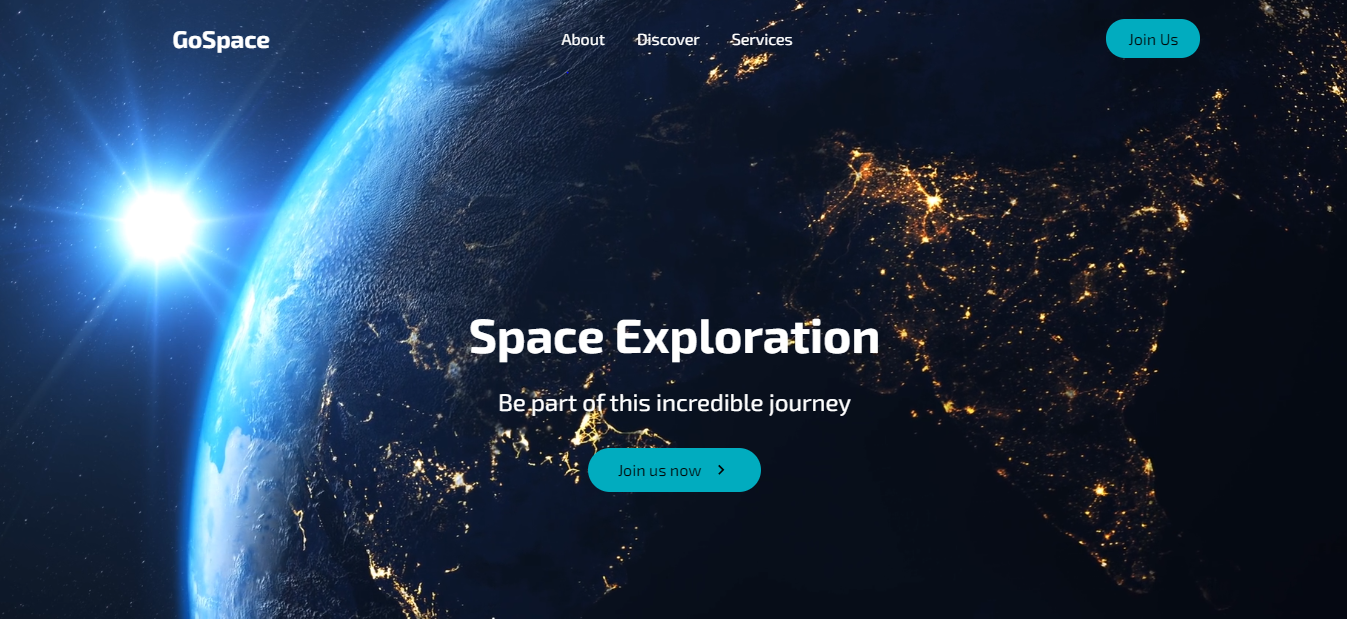 GoSpace
About
Discover
Services
Join Us
Space Exploration
Be part of this incredible journey
Join us now